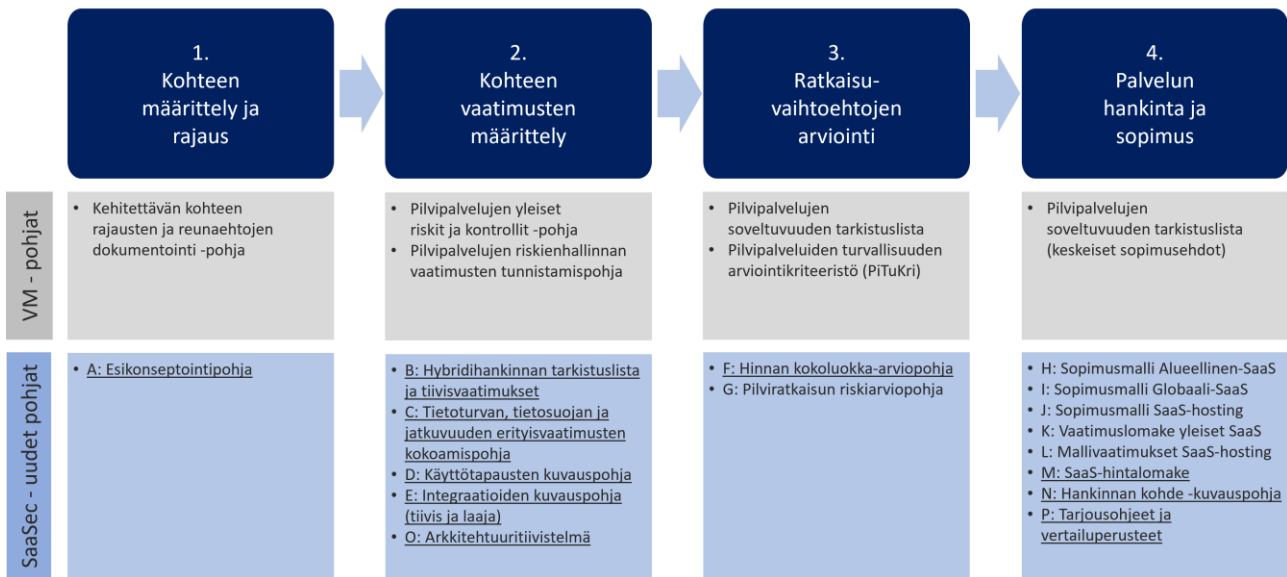 1.
Kohteen
määrittely ja
rajaus
2.
Kohteen
vaatimusten
määrittely
3.
Ratkaisu-
vaihtoehtojen
arviointi
4.
Palvelun
hankinta ja
sopimus
VM - pohjat
• Kehitettävän kohteen
rajausten ja reunaehtojen
dokumentointi -pohja
• Pilvipalvelujen yleiset
riskit ja kontrollit -pohja
• Pilvipalvelujen riskienhallinnan
vaatimusten tunnistamispohja
• Pilvipalvelujen
soveltuvuuden tarkistuslista
• Pilvipalveluiden turvallisuuden
arviointikriteeristö (PiTuKri)
• Pilvipalvelujen
soveltuvuuden tarkistuslista
(keskeiset sopimusehdot)
SaaSec - uudet pohjat
• A: Esikonseptointipohja
• B: Hybridihankinnan tarkistuslista
ja tiivisvaatimukset
• C: Tietoturvan, tietosuojan ja
jatkuvuuden erityisvaatimusten
kokoamispohja
• D: Käyttötapausten kuvauspohja
• E: Integraatioiden kuvauspohja
(tiivis ja laaja)
• O: Arkkitehtuuritiivistelmä
• F: Hinnan kokoluokka-arviopohja
• G: Pilviratkaisun riskiarviopohja
• H: Sopimusmalli Alueellinen-SaaS
• I: Sopimusmalli Globaali-SaaS
• J: Sopimusmalli SaaS-hosting
• K: Vaatimuslomake yleiset SaaS
• L: Mallivaatimukset SaaS-hosting
• M: SaaS-hintalomake
• N: Hankinnan kohde -kuvauspohja
• P: Tarjousohjeet ja
vertailuperusteet